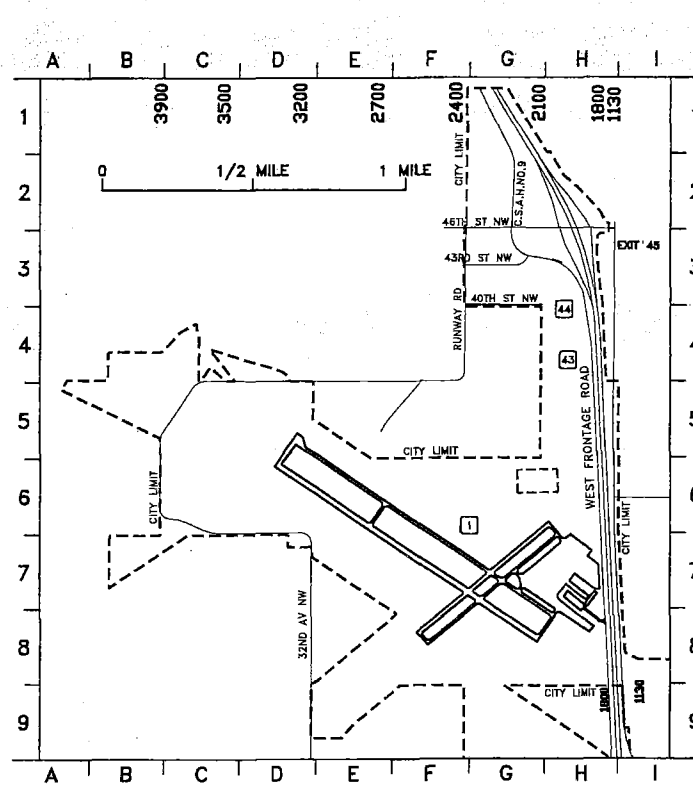 A B C D E F G H I
3900 3500 3200 2700 2400 2100 1800 1130
1
0 1/2 MILE 1 MILE
CITY LIMIT
C.S.A.H.NO.9
2
46TH ST NW
EXIT 45
3
43RD ST NW
40TH ST NW
44
RUNWAY RD
4
43
WEST FRONTAGE ROAD
5
CITY LIMIT
CITY LIMIT
6
1
CITY LIMIT
7
32ND AV NW
8
CITY LIMIT
1800
1130
9
A B C D E F G H I